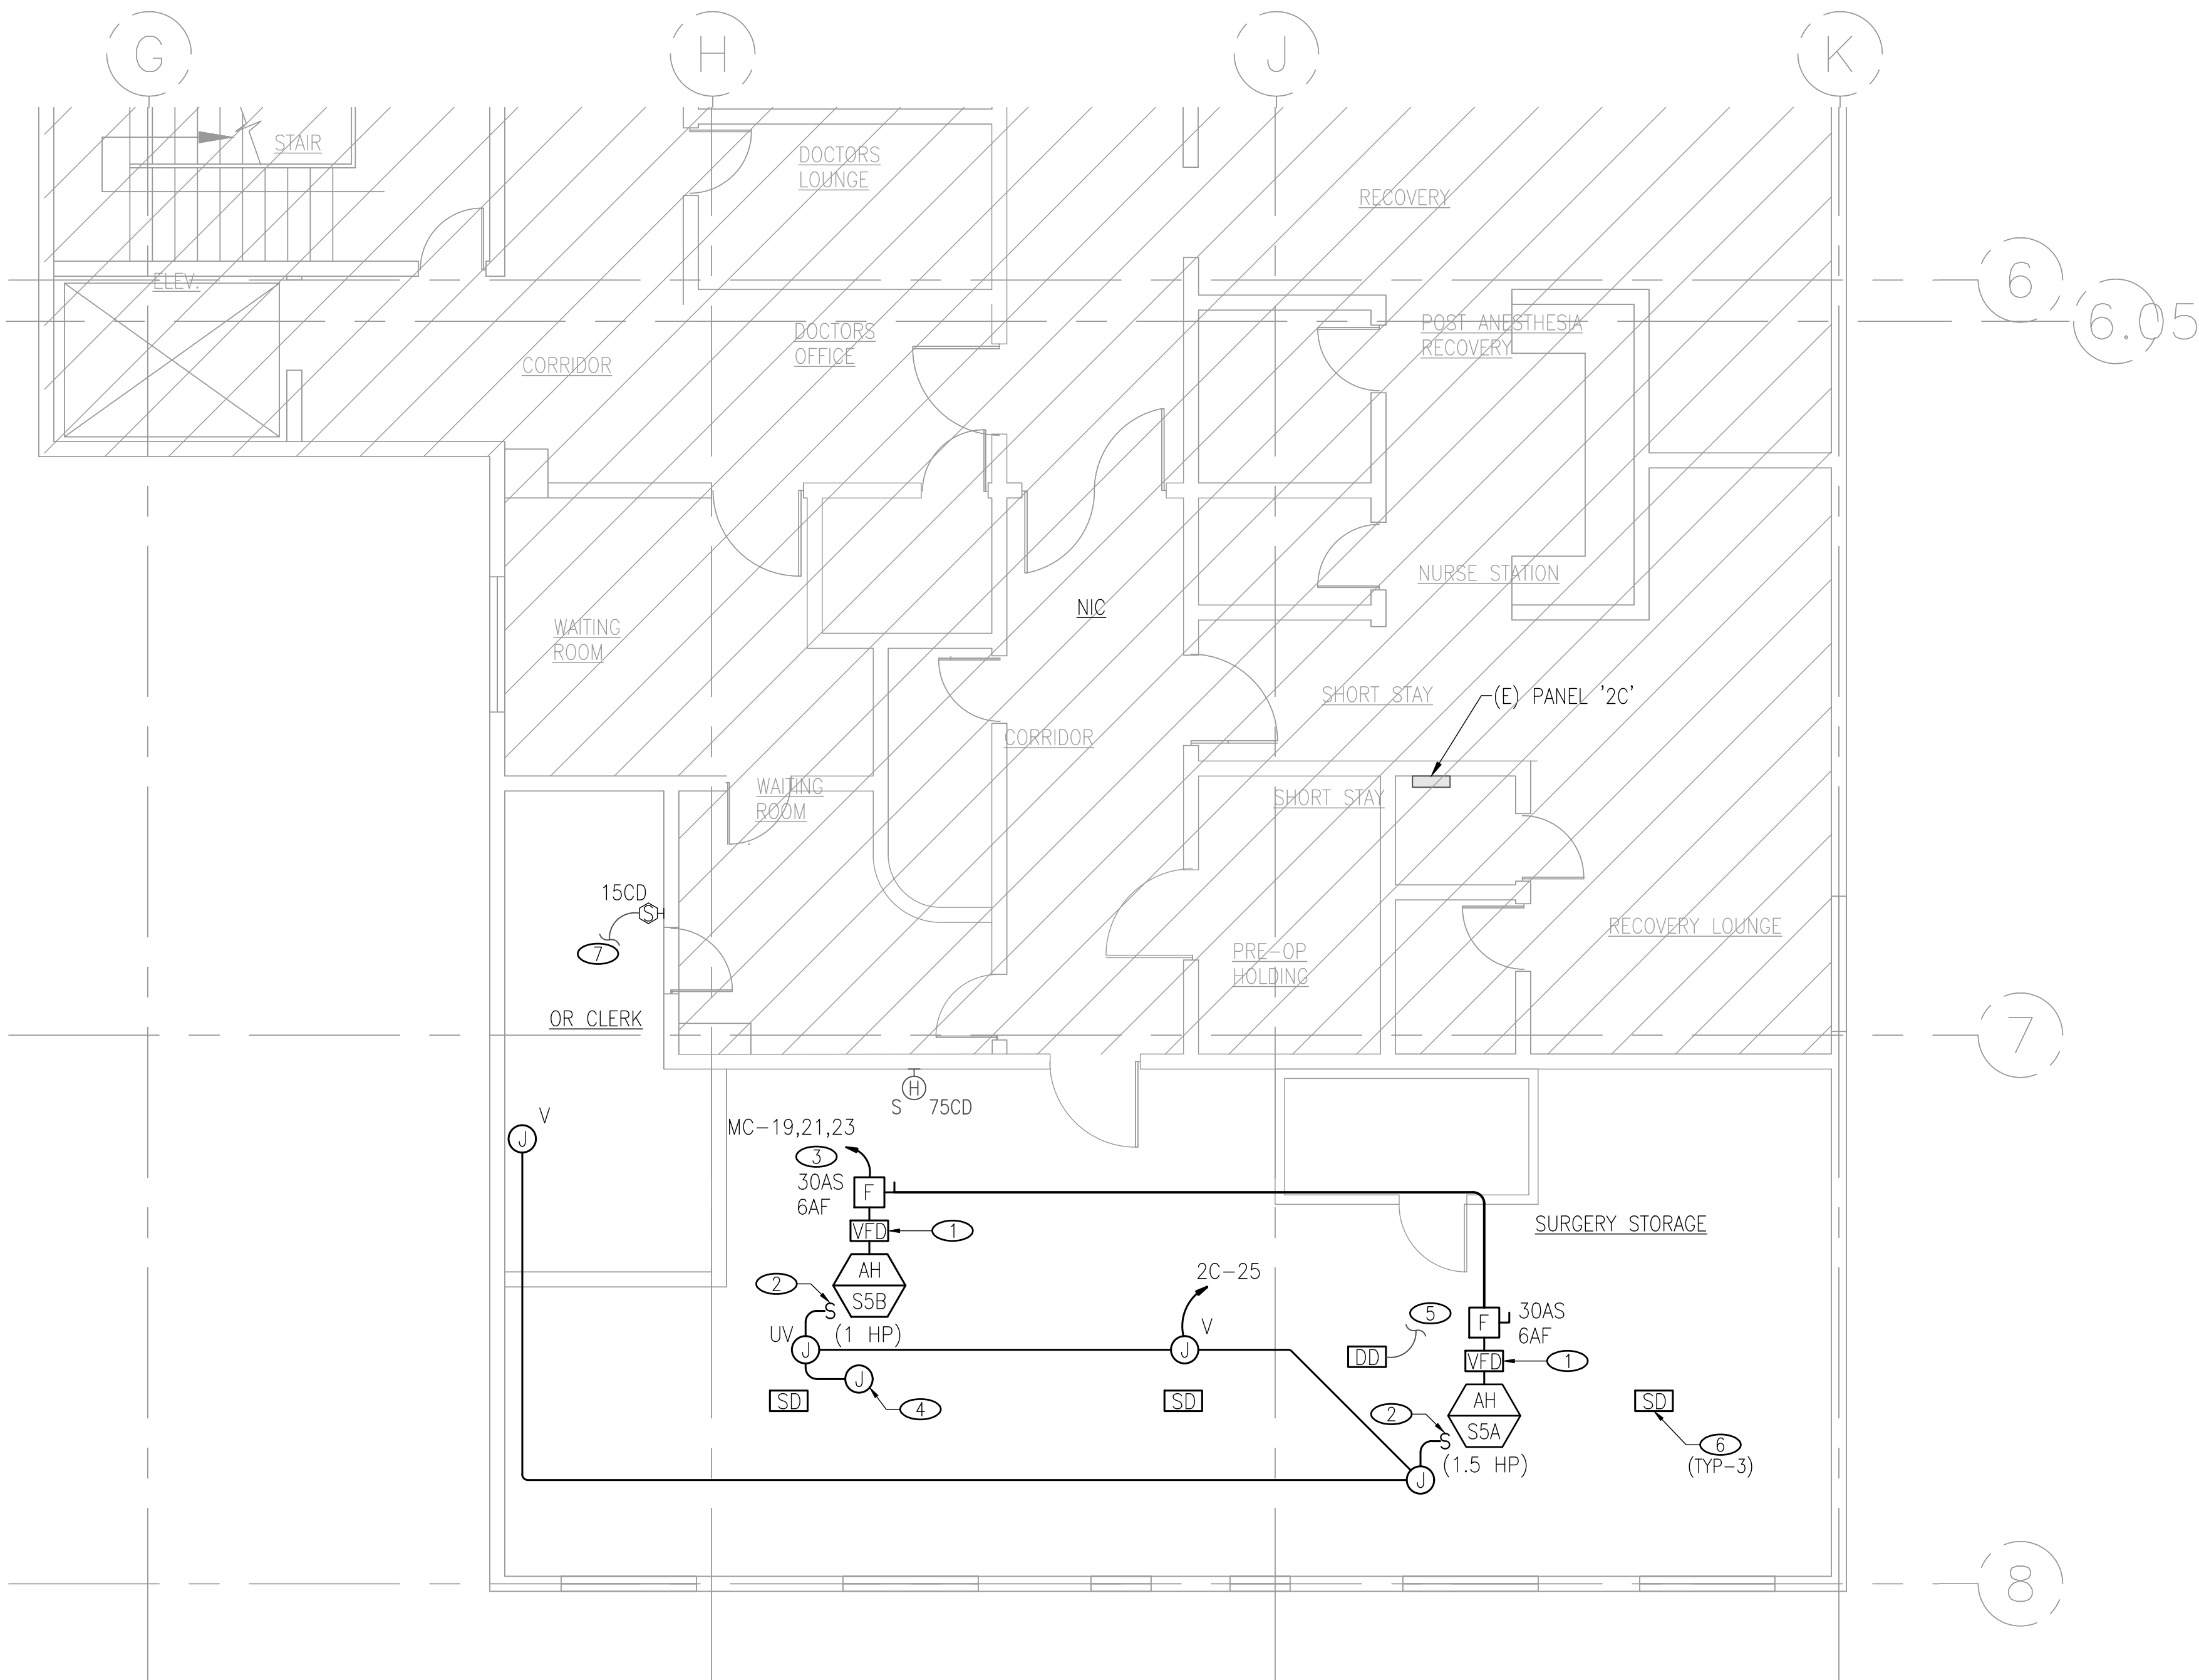 G
H
J
K
STAIR
DOCTORS
LOUNGE
RECOVERY
ELEV.
6
6.05
DOCTORS
OFFICE
POST ANESTHESIA
RECOVERY
CORRIDOR
NURSE STATION
NIC
WAITING
ROOM
SHORT STAY
(E) PANEL '2C'
CORRIDOR
WAITING
ROOM
SHORT STAY
15CD
S
7
RECOVERY LOUNGE
PRE-OP
HOLDING
OR CLERK
7
H
S 75CD
V
J
MC-19,21,23
3
30AS
6AF
F
VFD
1
SURGERY STORAGE
AH
S5B
2
S
(1 HP)
UV
J
2C-25
V
J
5
DD
F
30AS
6AF
VFD
1
J
4
SD
SD
AH
S5A
2
S
(1.5 HP)
J
SD
6
(TYP-3)
8